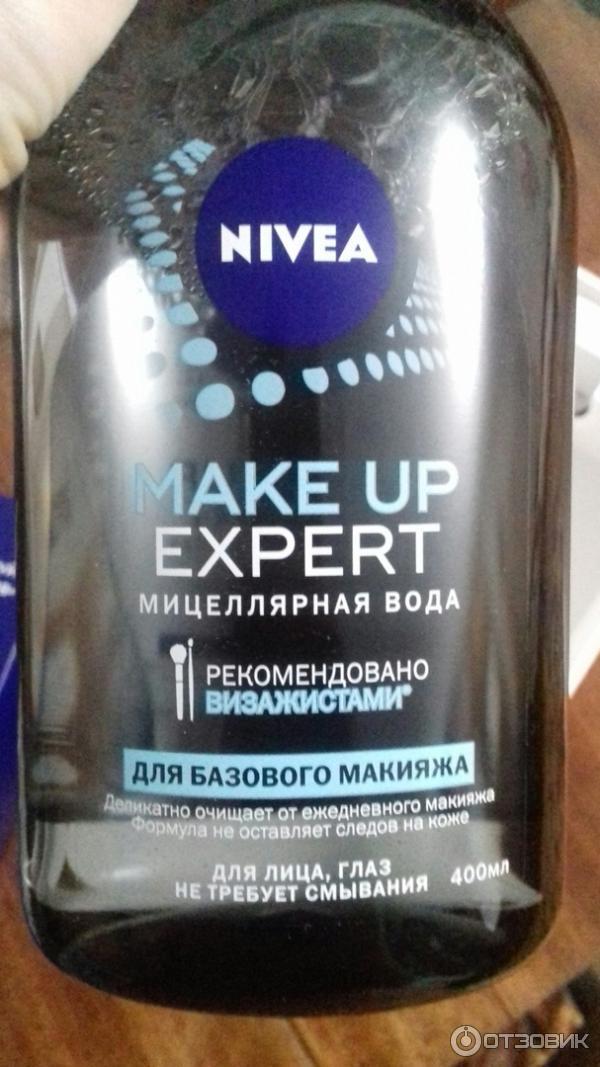 NIVEA
MAKE UP
EXPERT
МИЦЕЛЛЯРНАЯ ВОДА
РЕКОМЕНДОВАНО
ВИЗАЖИСТАМИ*
ДЛЯ БАЗОВОГО МАКИЯЖА
Деликатно очищает от ежедневного макияжа
Формула не оставляет следов на коже
ДЛЯ ЛИЦА, ГЛАЗ
НЕ ТРЕБУЕТ СМЫВАНИЯ
400мл
ОТЗОВИК